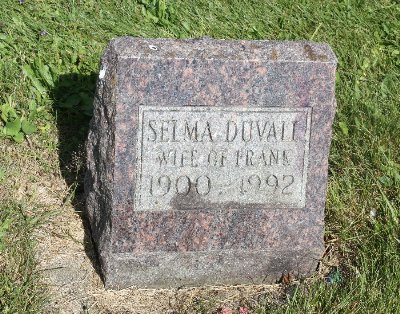 SELMA DUVALL
WIFE OF FRANK
1900 - 1992